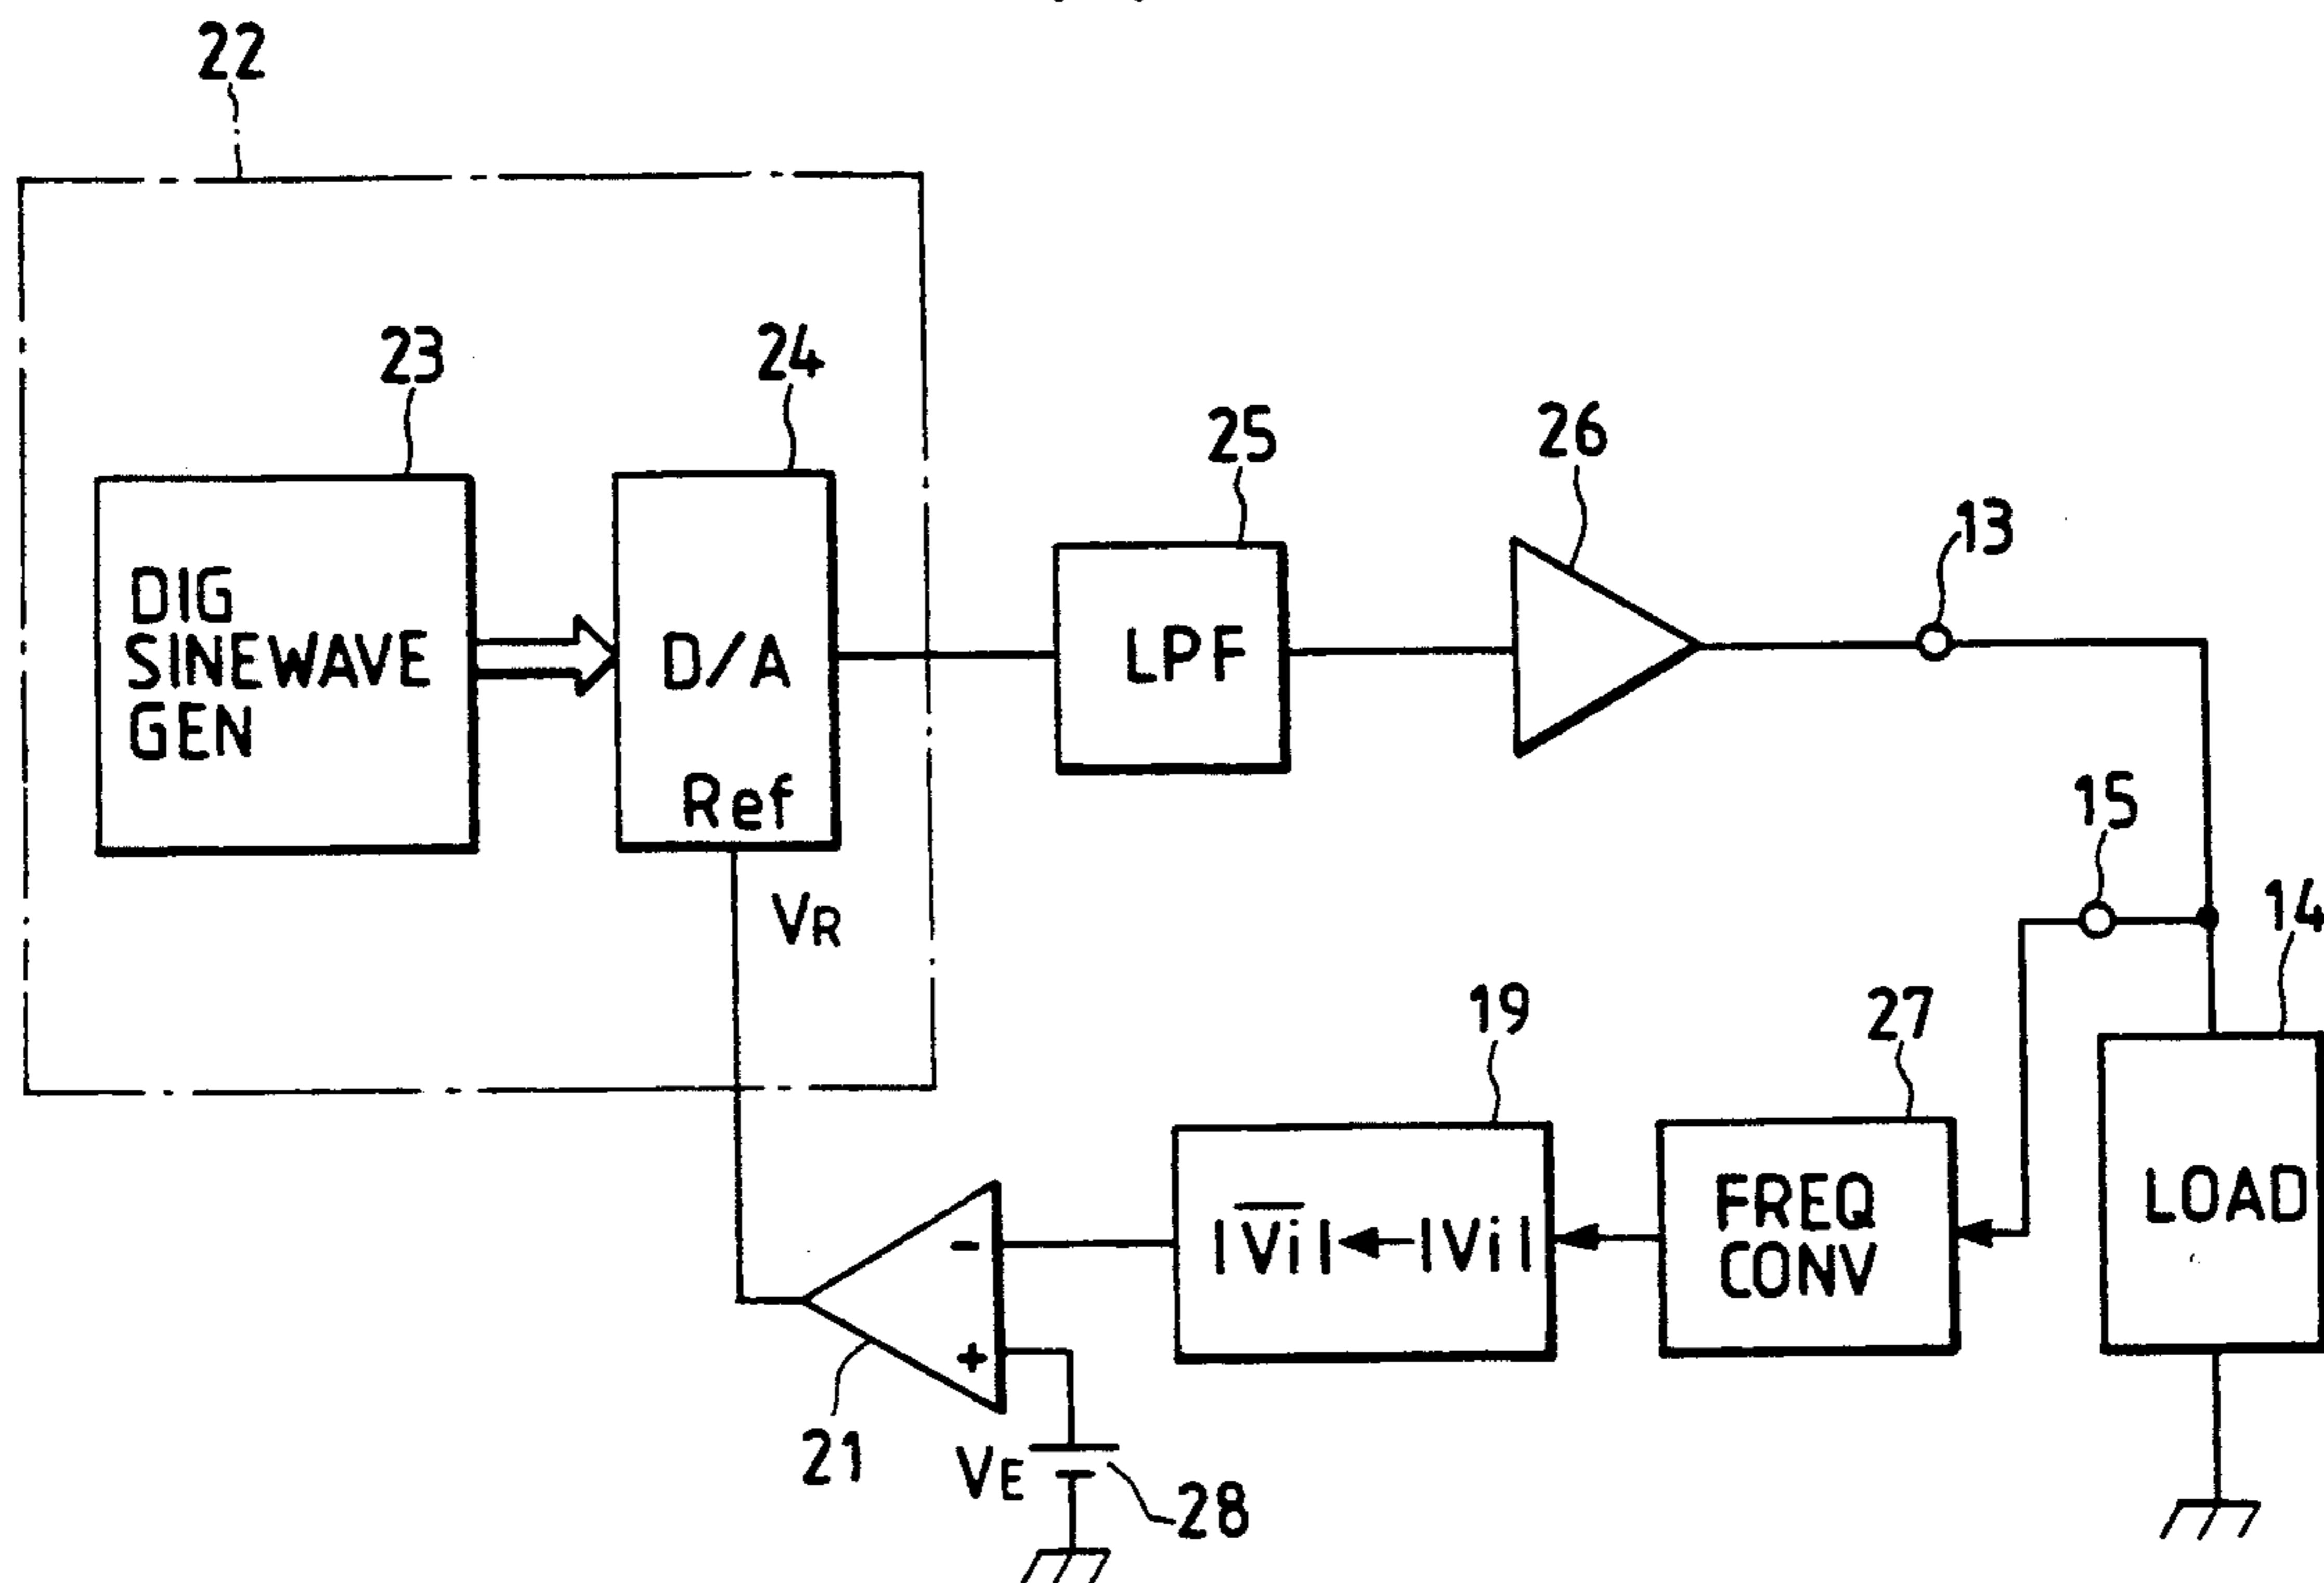 22
23
24
25
26
13
DIG
SINEWAVE
GEN
D/A
Ref
LPF
15
14
VR
19
27
|V̅i̅|←|Vi|
FREQ
CONV
LOAD
-
+
21
VE
28